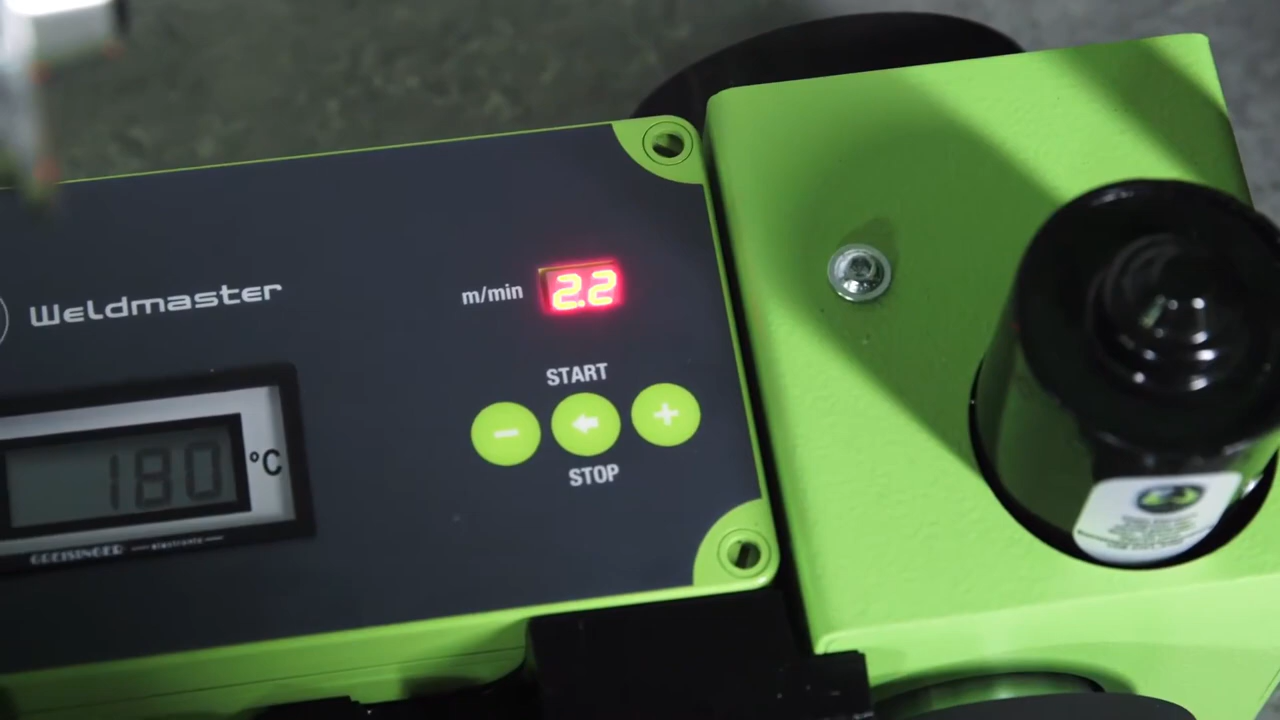 Weldmaster
m/min 2.2
START
STOP
180 °C
GREISINGER electronic